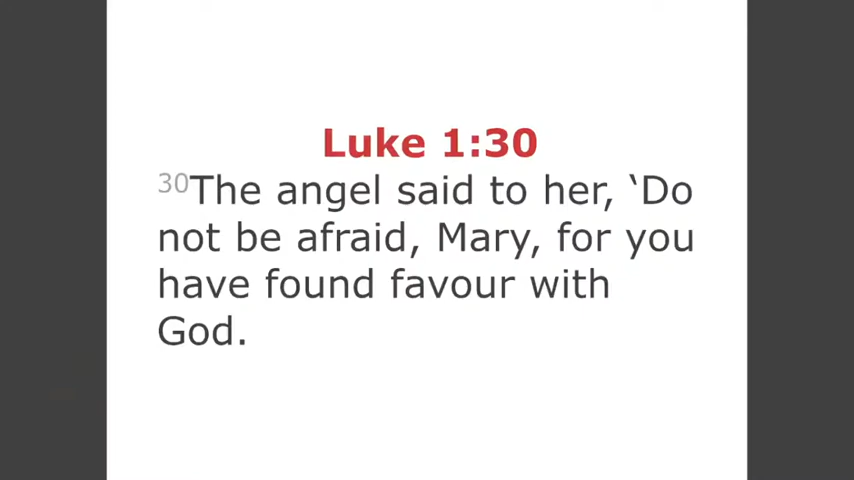 Luke 1:30
30The angel said to her, ‘Do
not be afraid, Mary, for you
have found favour with
God.